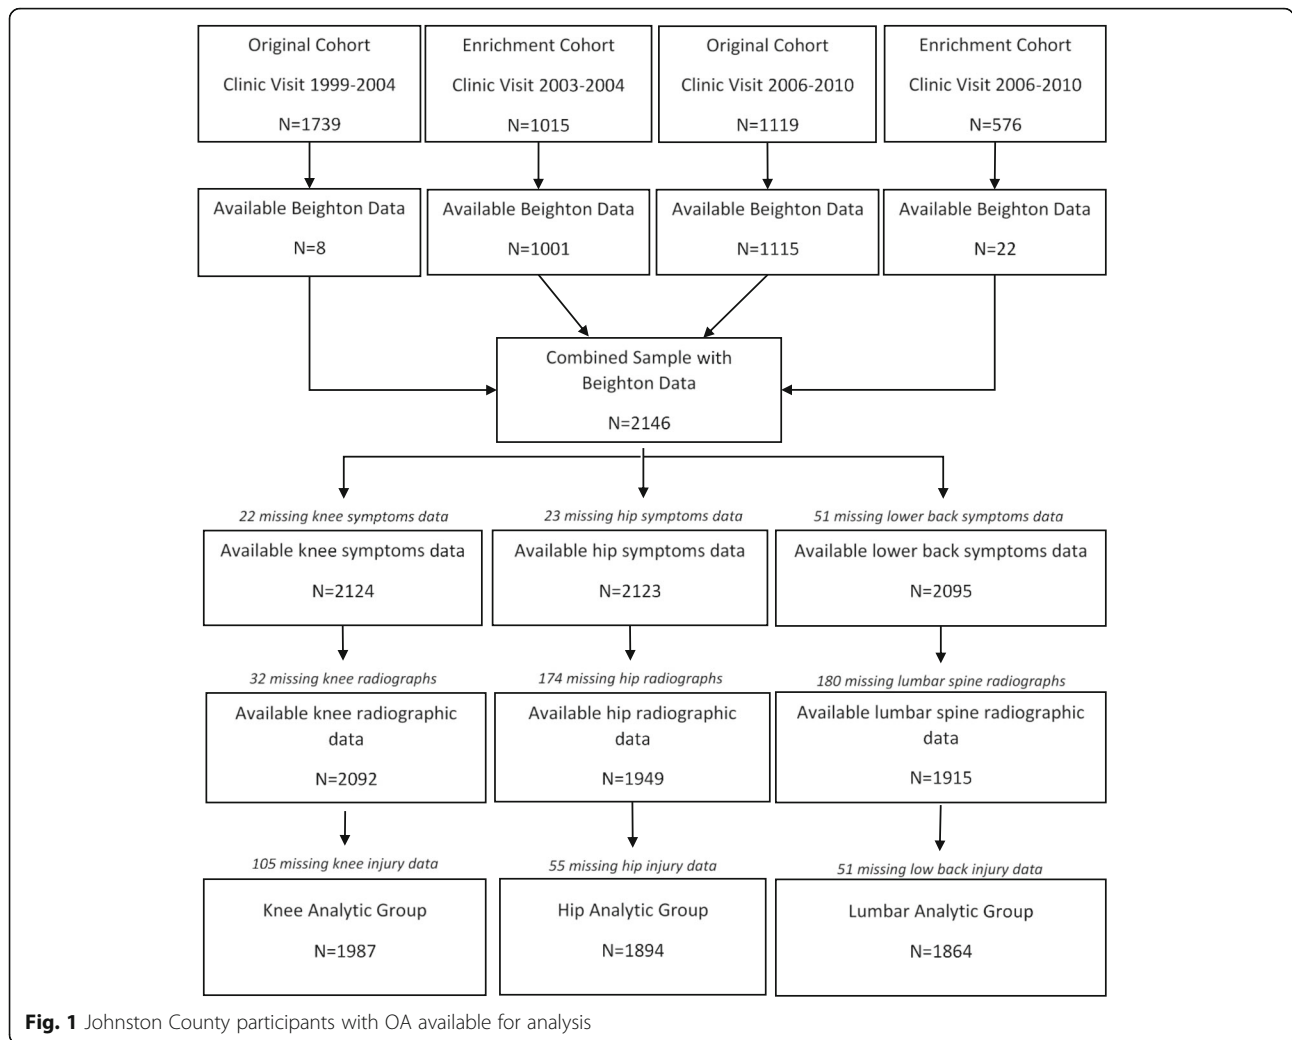 Original Cohort
Clinic Visit 1999-2004
N=1739
Enrichment Cohort
Clinic Visit 2003-2004
N=1015
Original Cohort
Clinic Visit 2006-2010
N=1119
Enrichment Cohort
Clinic Visit 2006-2010
N=576
Available Beighton Data
N=8
Available Beighton Data
N=1001
Available Beighton Data
N=1115
Available Beighton Data
N=22
Combined Sample with
Beighton Data
N=2146
22 missing knee symptoms data
23 missing hip symptoms data
51 missing lower back symptoms data
Available knee symptoms data
N=2124
Available hip symptoms data
N=2123
Available lower back symptoms data
N=2095
32 missing knee radiographs
174 missing hip radiographs
180 missing lumbar spine radiographs
Available knee radiographic
data
N=2092
Available hip radiographic
data
N=1949
Available lumbar spine radiographic
data
N=1915
105 missing knee injury data
55 missing hip injury data
51 missing low back injury data
Knee Analytic Group
N=1987
Hip Analytic Group
N=1894
Lumbar Analytic Group
N=1864
Fig. 1 Johnston County participants with OA available for analysis